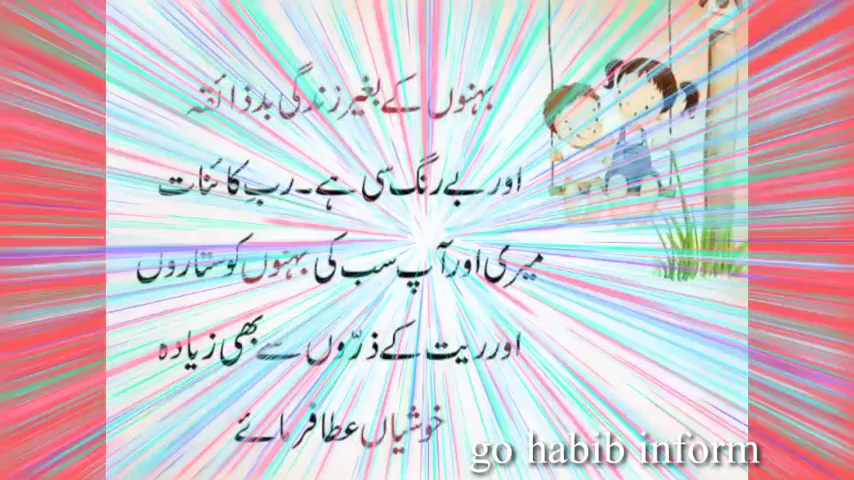 بہنوں کے بغیر زندگی بدذائقہ
اور بے رنگ سی ہے۔ربِ کائنات
میری اور آپ سب کی بہنوں کو ستاروں
اور ریت کے ذرّوں سے بھی زیادہ
خوشیاں عطا فرمائے
go habib inform